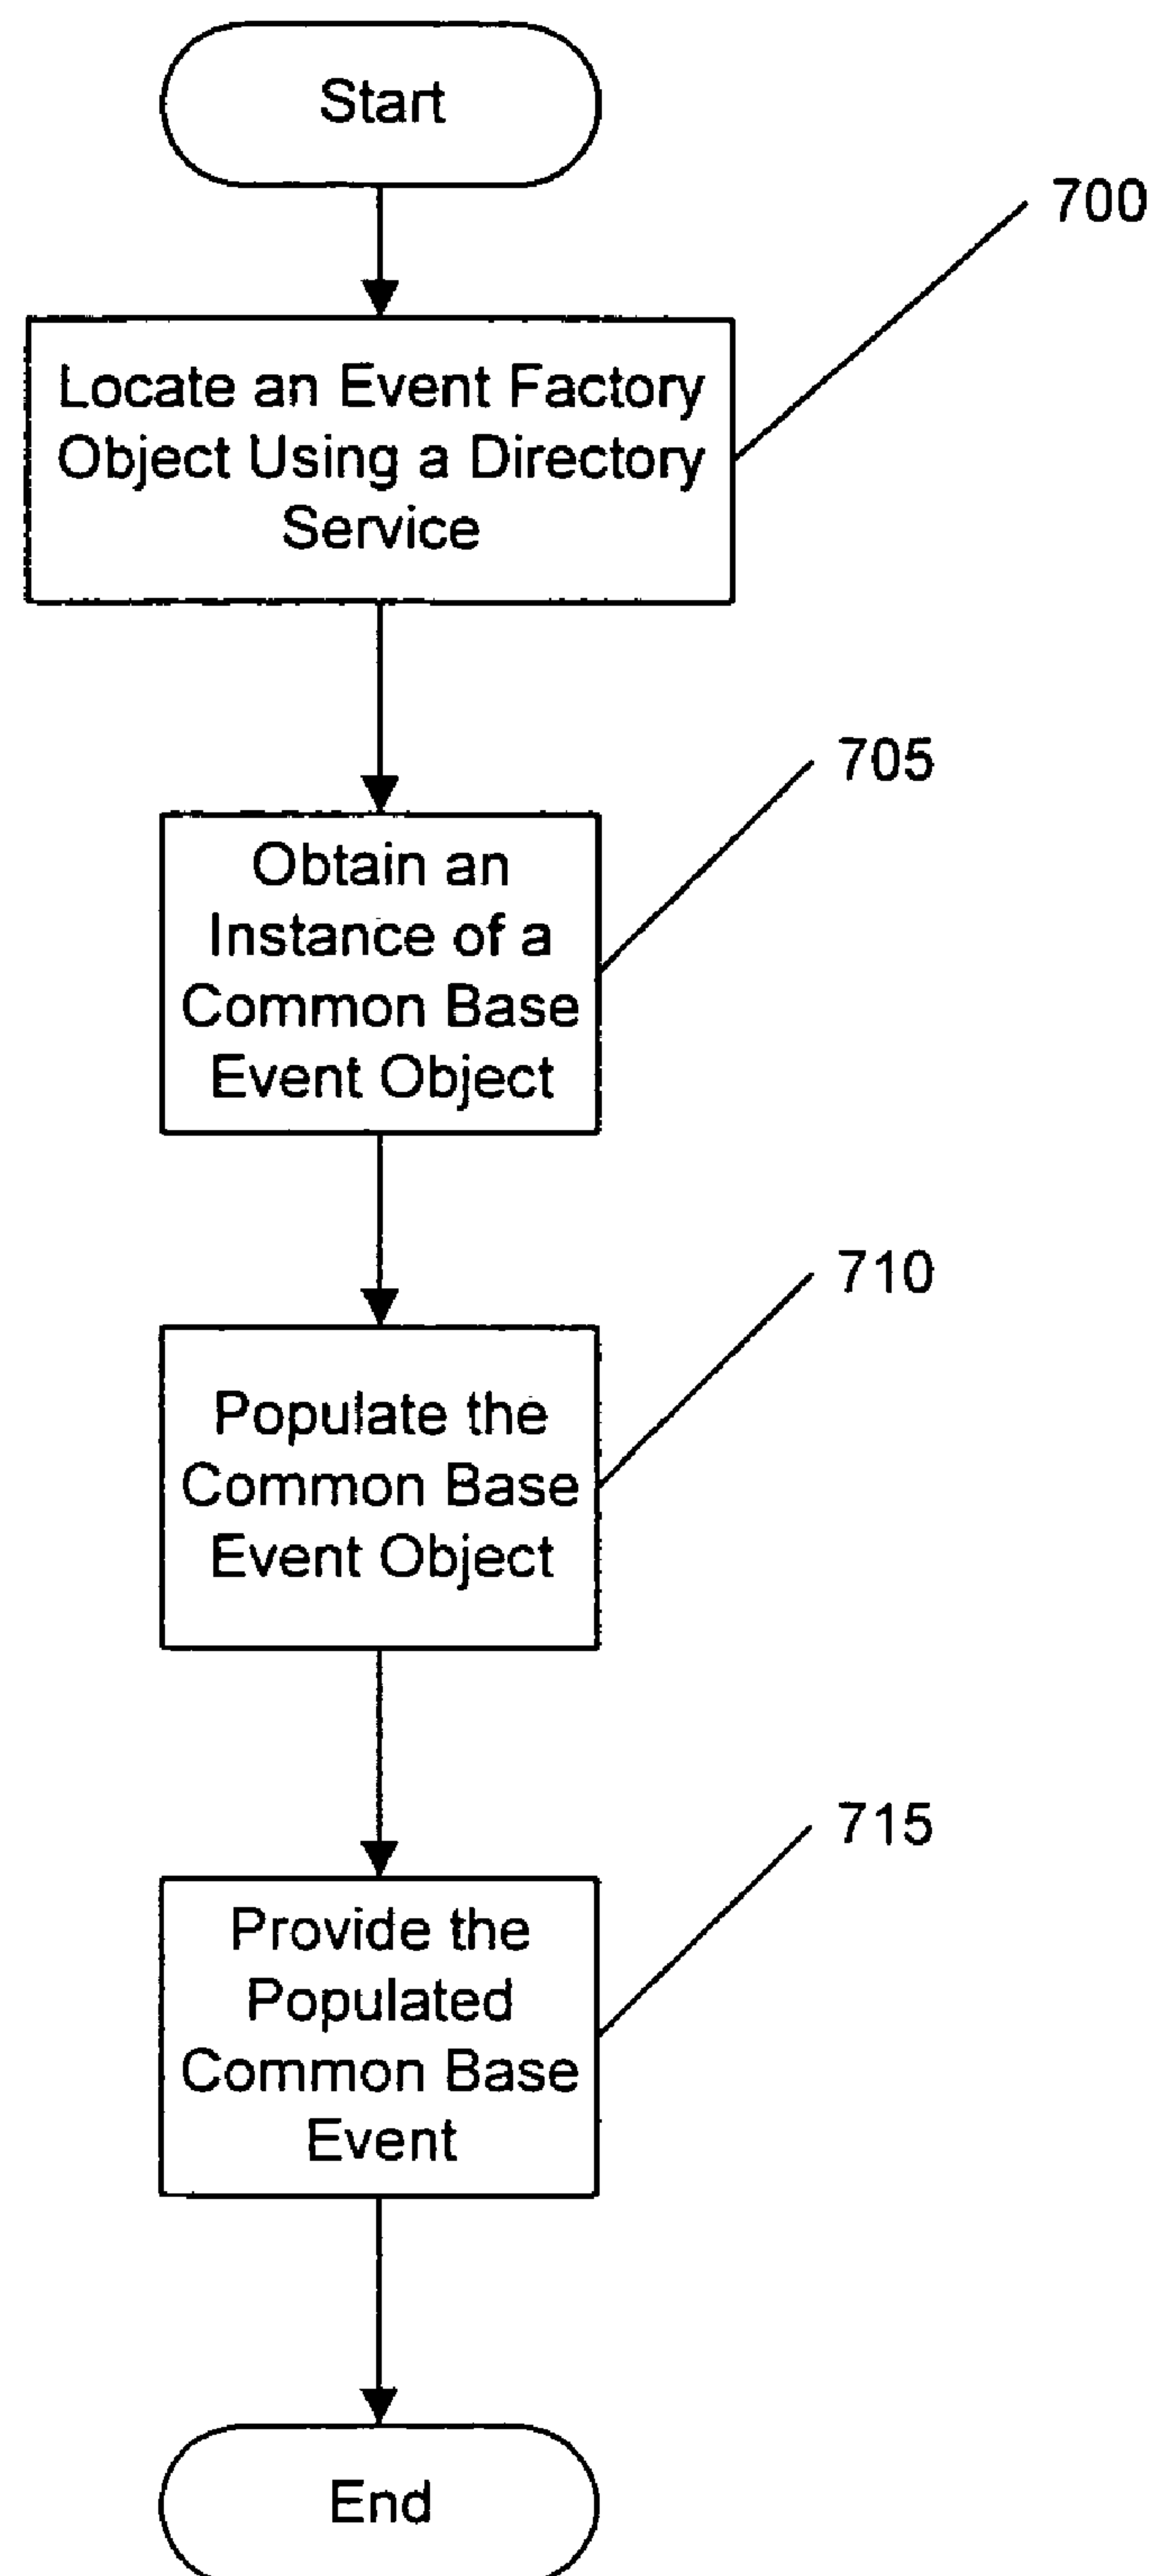 Start
700
Locate an Event Factory
Object Using a Directory
Service
705
Obtain an
Instance of a
Common Base
Event Object
710
Populate the
Common Base
Event Object
715
Provide the
Populated
Common Base
Event
End